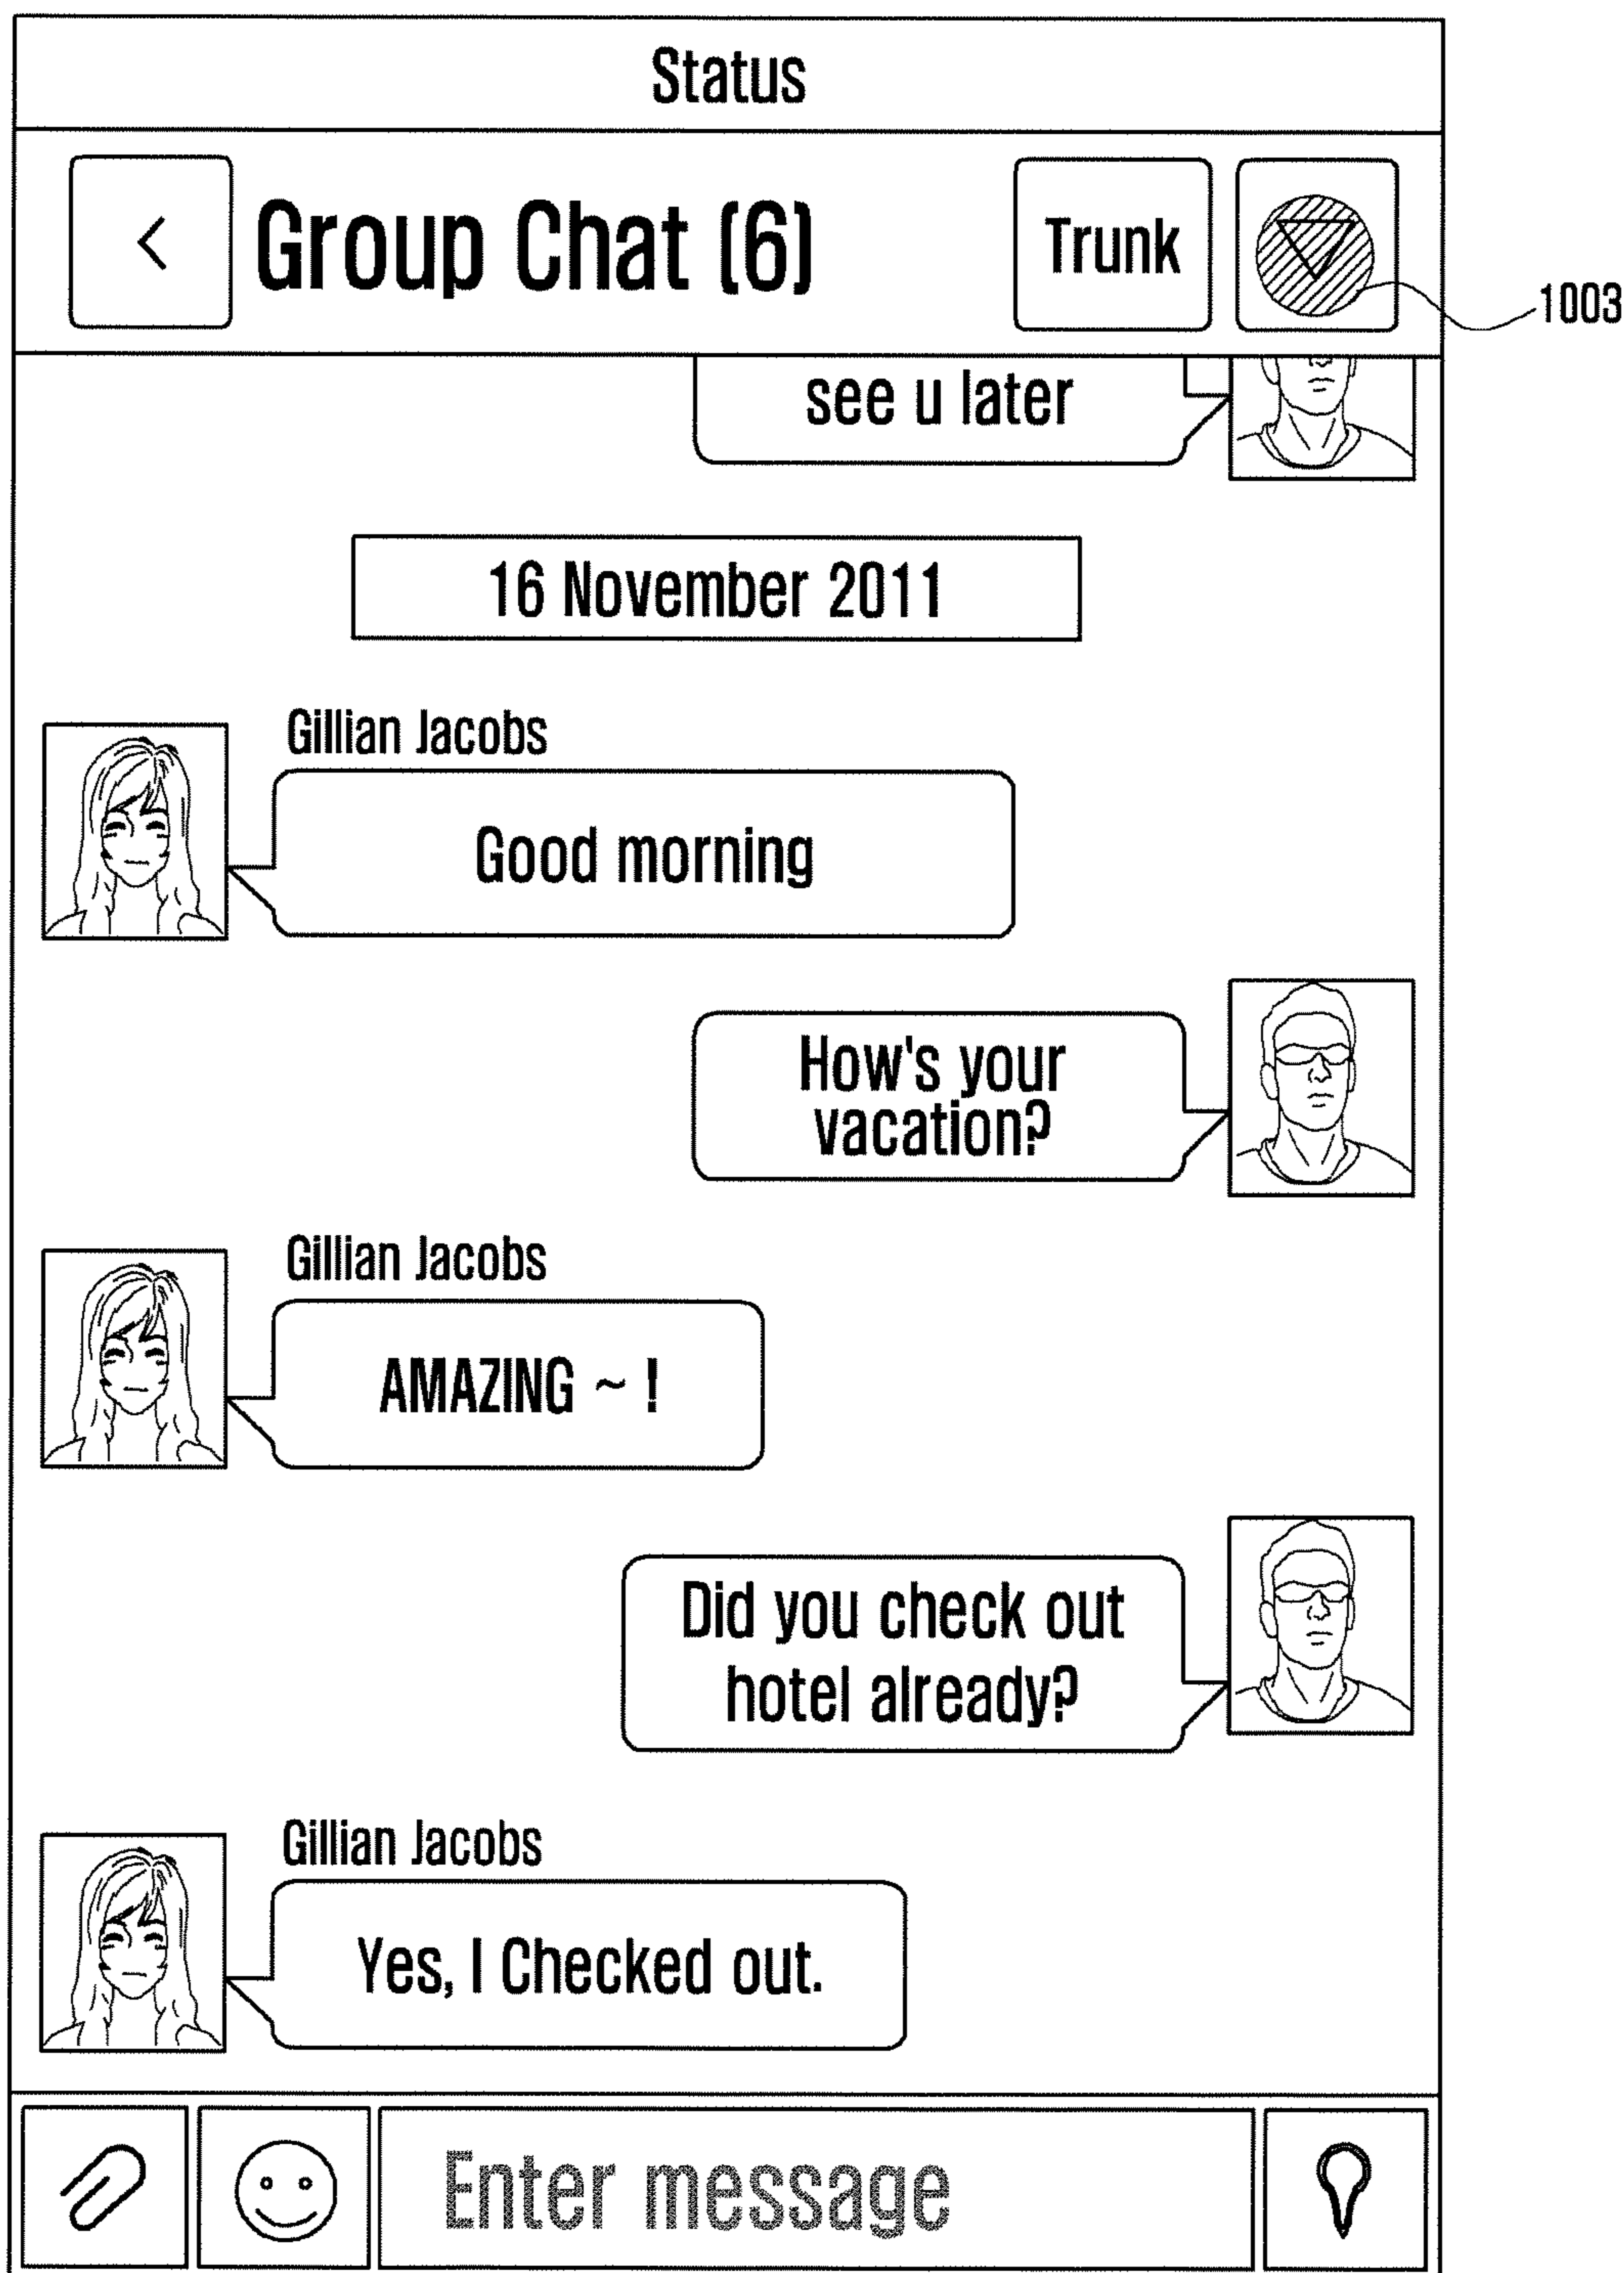 Status
< Group Chat (6) Trunk
1003
see u later
16 November 2011
Gillian Jacobs
Good morning
How's your
vacation?
Gillian Jacobs
AMAZING ~ !
Did you check out
hotel already?
Gillian Jacobs
Yes, I Checked out.
Enter message